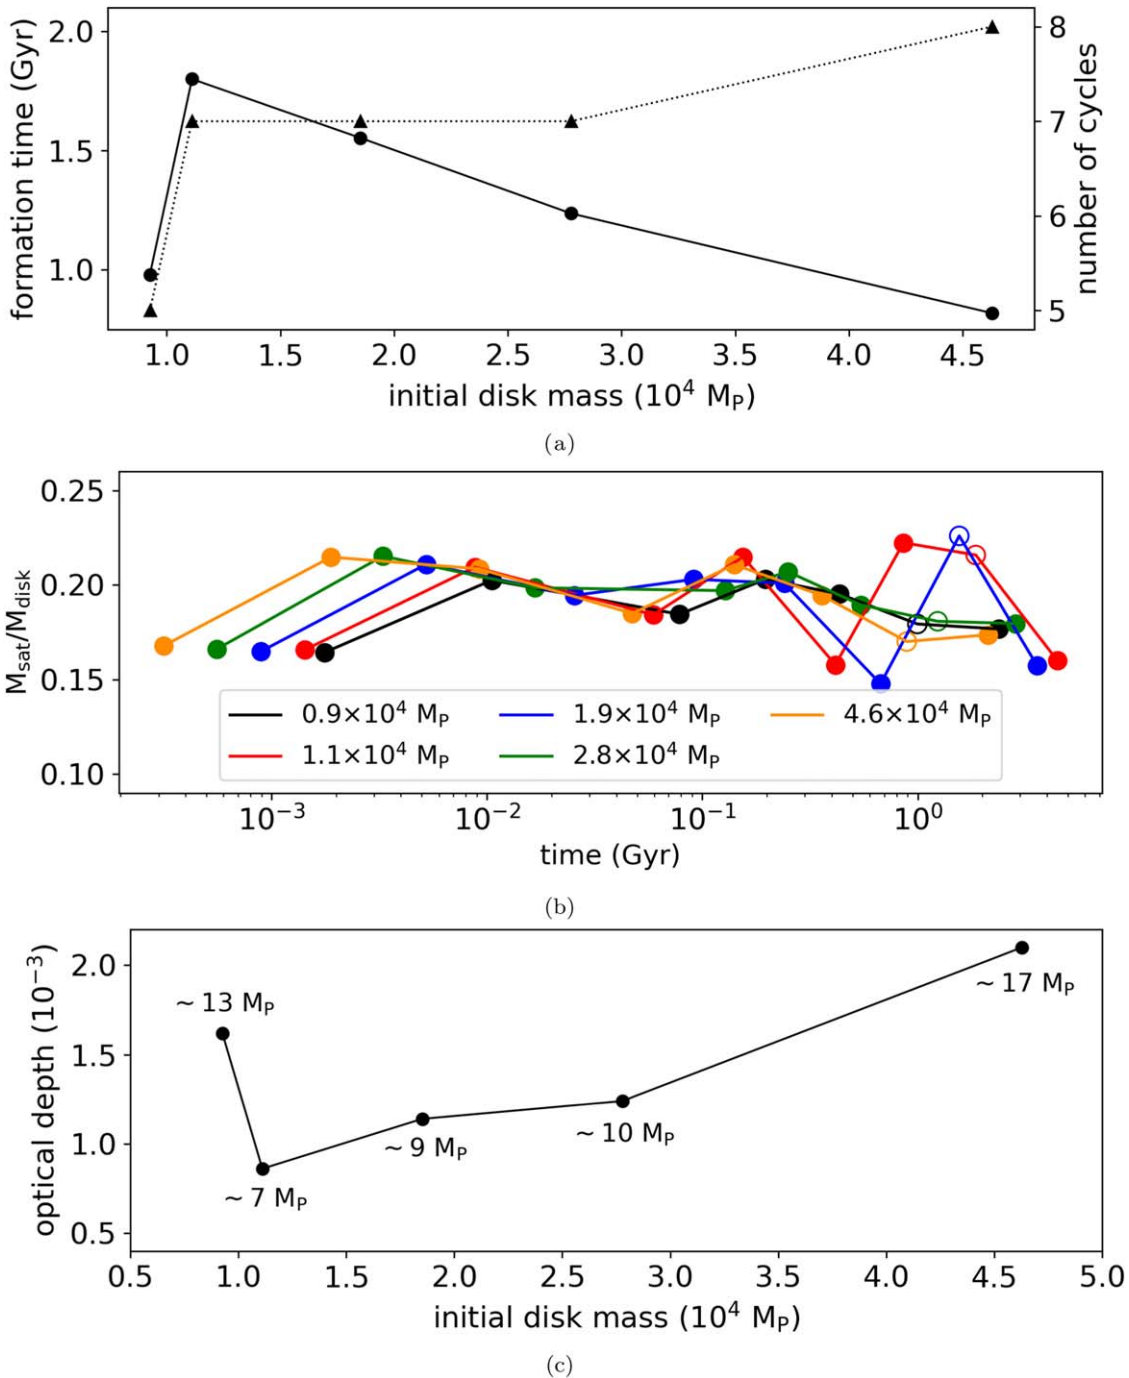 2.0
1.5
1.0
formation time (Gyr)
8
7
6
5
number of cycles
1.0 1.5 2.0 2.5 3.0 3.5 4.0 4.5
initial disk mass (10⁴ M_P)
(a)
0.25
0.20
0.15
0.10
M_sat/M_disk
0.9×10⁴ M_P 1.9×10⁴ M_P 4.6×10⁴ M_P
1.1×10⁴ M_P 2.8×10⁴ M_P
10⁻³ 10⁻² 10⁻¹ 10⁰
time (Gyr)
(b)
2.0
1.5
1.0
0.5
optical depth (10⁻³)
~ 13 M_P
~ 7 M_P
~ 9 M_P
~ 10 M_P
~ 17 M_P
0.5 1.0 1.5 2.0 2.5 3.0 3.5 4.0 4.5 5.0
initial disk mass (10⁴ M_P)
(c)